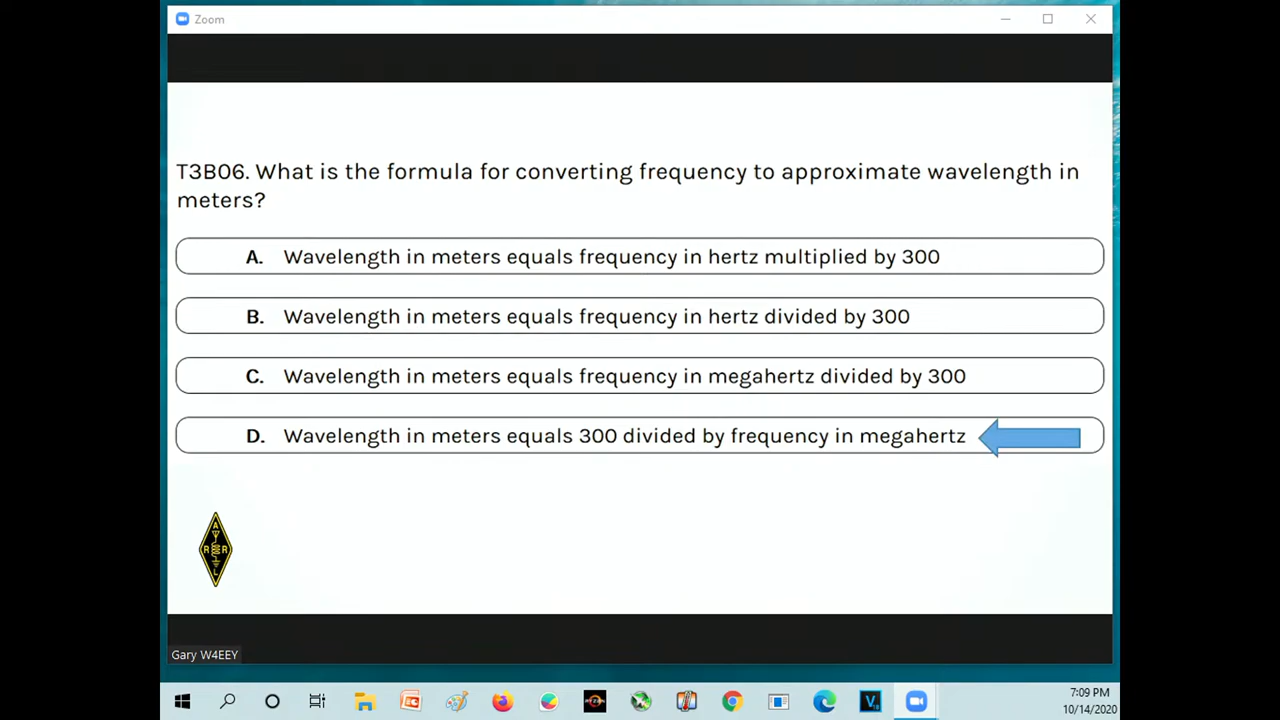 Zoom
T3B06. What is the formula for converting frequency to approximate wavelength in
meters?
A. Wavelength in meters equals frequency in hertz multiplied by 300
B. Wavelength in meters equals frequency in hertz divided by 300
C. Wavelength in meters equals frequency in megahertz divided by 300
D. Wavelength in meters equals 300 divided by frequency in megahertz
A
R R
L
Gary W4EEY
7:09 PM
10/14/2020